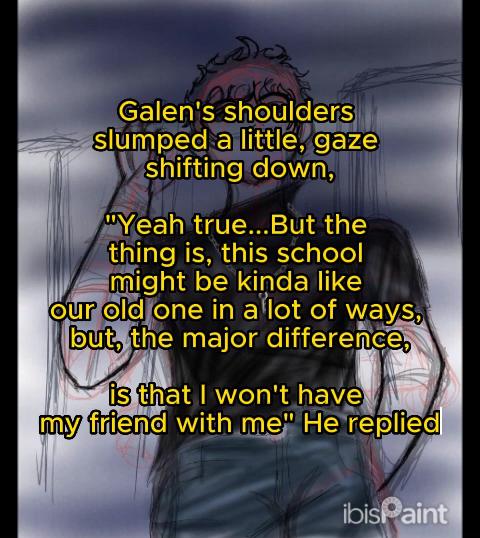 Galen's shoulders
slumped a little, gaze
shifting down,
"Yeah true...But the
thing is, this school
might be kinda like
our old one in a lot of ways,
but, the major difference,
is that I won't have
my friend with me" He replied
ibisPaint